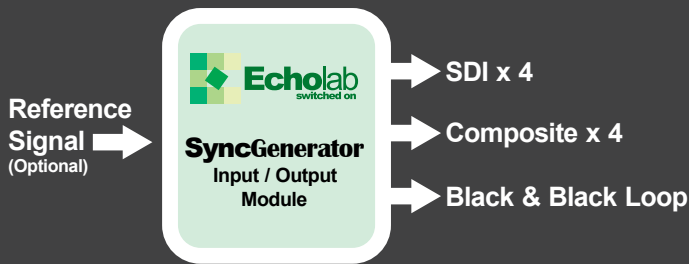 Reference
Signal
(Optional)
Echolab
switched on
SyncGenerator
Input / Output
Module
SDI x 4
Composite x 4
Black & Black Loop